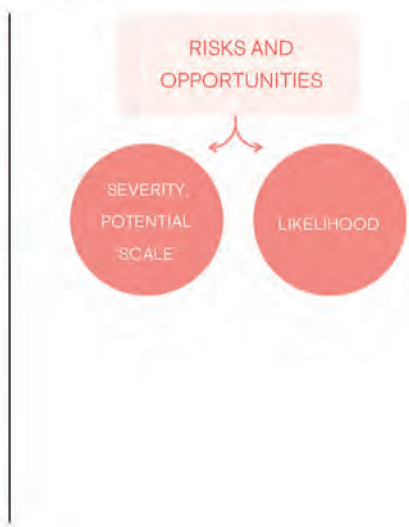 RISKS AND
OPPORTUNITIES
SEVERITY,
POTENTIAL
SCALE
LIKELIHOOD